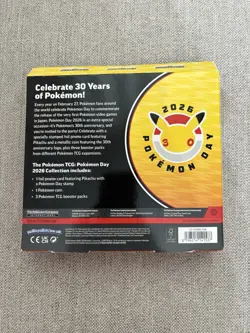 Celebrate 30 Years
of Pokémon!
Every year on February 27, Pokémon fans around
the world celebrate Pokémon Day to commemorate
the release of the very first Pokémon video games
in Japan. Pokémon Day 2026 is an extra special
occasion—it's Pokémon's 30th anniversary, and
you're invited to the party! Celebrate with a
specially stamped foil promo card featuring
Pikachu and a metallic coin featuring the 30th
anniversary logo, plus three booster packs
from different Pokémon TCG expansions.
The Pokémon TCG: Pokémon Day
2026 Collection includes:
• 1 foil promo card featuring Pikachu with
a Pokémon Day stamp
• 1 Pokémon coin
• 3 Pokémon TCG booster packs
2026
30
POKÉMON DAY